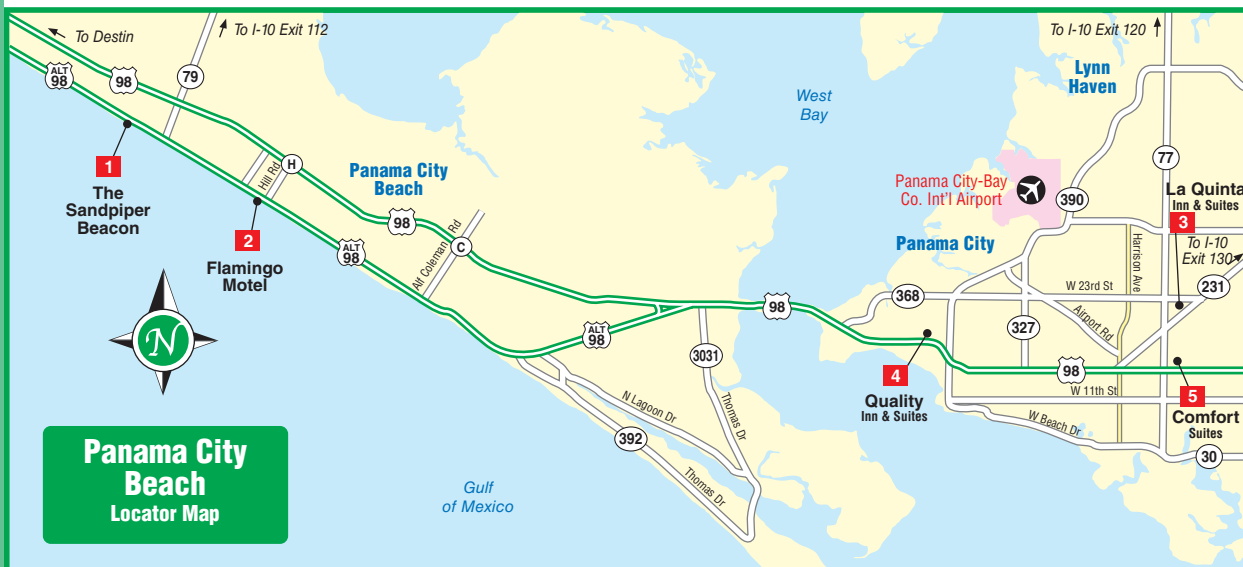 To Destin
To I-10 Exit 112
To I-10 Exit 120
ALT
98
98
79
Lynn
Haven
West
Bay
77
1
The
Sandpiper
Beacon
Hill Rd
H
Panama City
Beach
Panama City-Bay
Co. Int'l Airport
390
La Quinta
Inn & Suites
3
2
Flamingo
Motel
98
ALT
98
Alf Coleman Rd
C
Panama City
Harrison Ave
To I-10
Exit 130
231
N
368
W 23rd St
98
327
Airport Rd
ALT
98
3031
4
Quality
Inn & Suites
98
W 11th St
5
Comfort
Suites
N Lagoon Dr
Thomas Dr
392
W Beach Dr
30
Thomas Dr
Gulf
of Mexico
Panama City
Beach
Locator Map